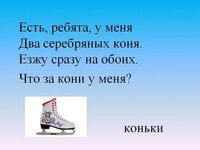 Есть, ребята, у меня
Два серебряных коня.
Езжу сразу на обоих.
Что за кони у меня?
коньки